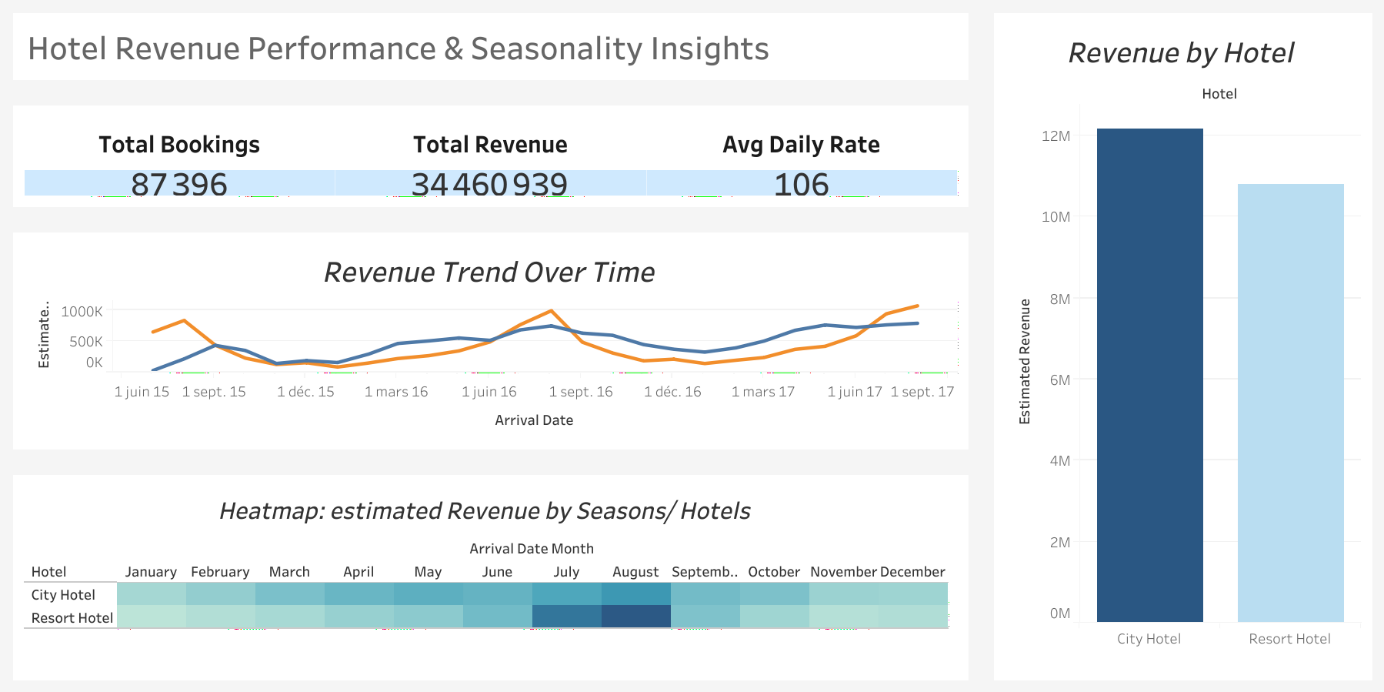 Hotel Revenue Performance & Seasonality Insights
Total Bookings Total Revenue Avg Daily Rate
87 396 34 460 939 106
Revenue Trend Over Time
Estimate..
1000K
500K
0K
1 juin 15 1 sept. 15 1 déc. 15 1 mars 16 1 juin 16 1 sept. 16 1 déc. 16 1 mars 17 1 juin 17 1 sept. 17
Arrival Date
Heatmap: estimated Revenue by Seasons/ Hotels
Arrival Date Month
Hotel January February March April May June July August Septemb.. October November December
City Hotel
Resort Hotel
Revenue by Hotel
Hotel
Estimated Revenue
12M
10M
8M
6M
4M
2M
0M
City Hotel Resort Hotel